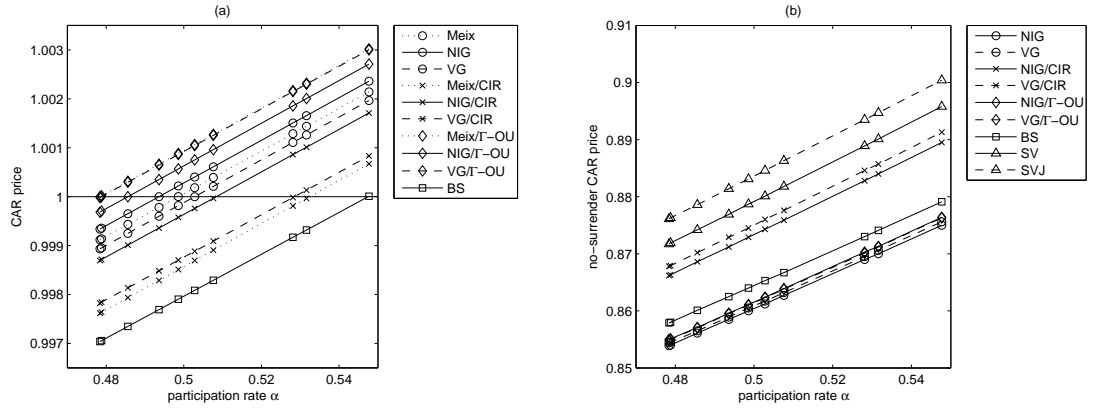 (a)
1.003
1.002
1.001
1
0.999
0.998
0.997
CAR price
0.48
0.5
0.52
0.54
participation rate α
Meix
NIG
VG
Meix/CIR
NIG/CIR
VG/CIR
Meix/Γ−OU
NIG/Γ−OU
VG/Γ−OU
BS
(b)
0.91
0.9
0.89
0.88
0.87
0.86
0.85
no−surrender CAR price
0.48
0.5
0.52
0.54
participation rate α
NIG
VG
NIG/CIR
VG/CIR
NIG/Γ−OU
VG/Γ−OU
BS
SV
SVJ